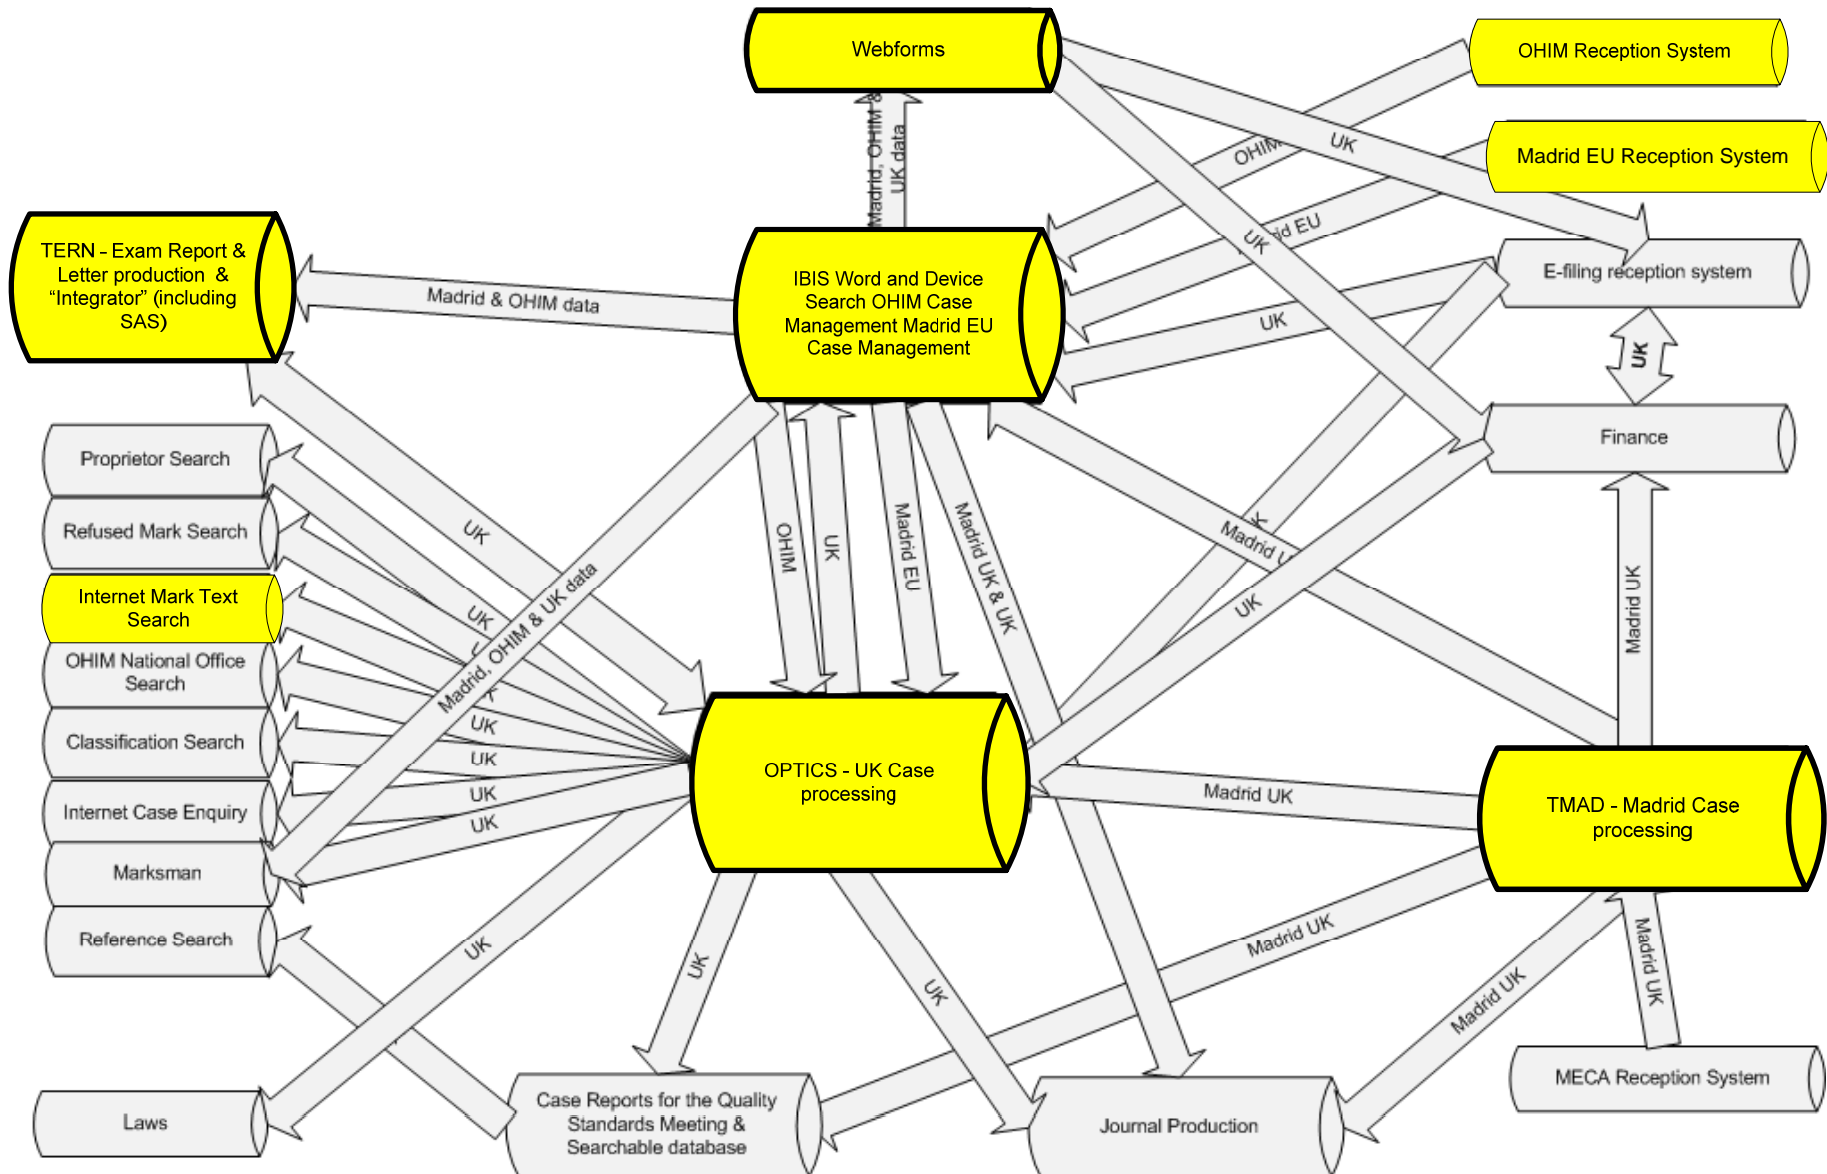 Webforms
OHIM Reception System
Madrid EU Reception System
UK
OHIM
Madrid, OHIM &
UK data
TERN - Exam Report &
Letter production &
“Integrator” (including
SAS)
Madrid & OHIM data
IBIS Word and Device
Search OHIM Case
Management Madrid EU
Case Management
UK
EU
E-filing reception system
UK
UK
Finance
Proprietor Search
Refused Mark Search
Internet Mark Text
Search
OHIM National Office
Search
Classification Search
Internet Case Enquiry
Marksman
Reference Search
UK
UK
Madrid, OHIM & UK data
UK
UK
UK
UK
OHIM
UK
Madrid EU
Madrid UK & UK
Madrid
UK
Madrid UK
OPTICS - UK Case
processing
Madrid UK
TMAD - Madrid Case
processing
UK
UK
UK
Madrid UK
Madrid UK
Madrid UK
MECA Reception System
Laws
Case Reports for the Quality
Standards Meeting &
Searchable database
Journal Production